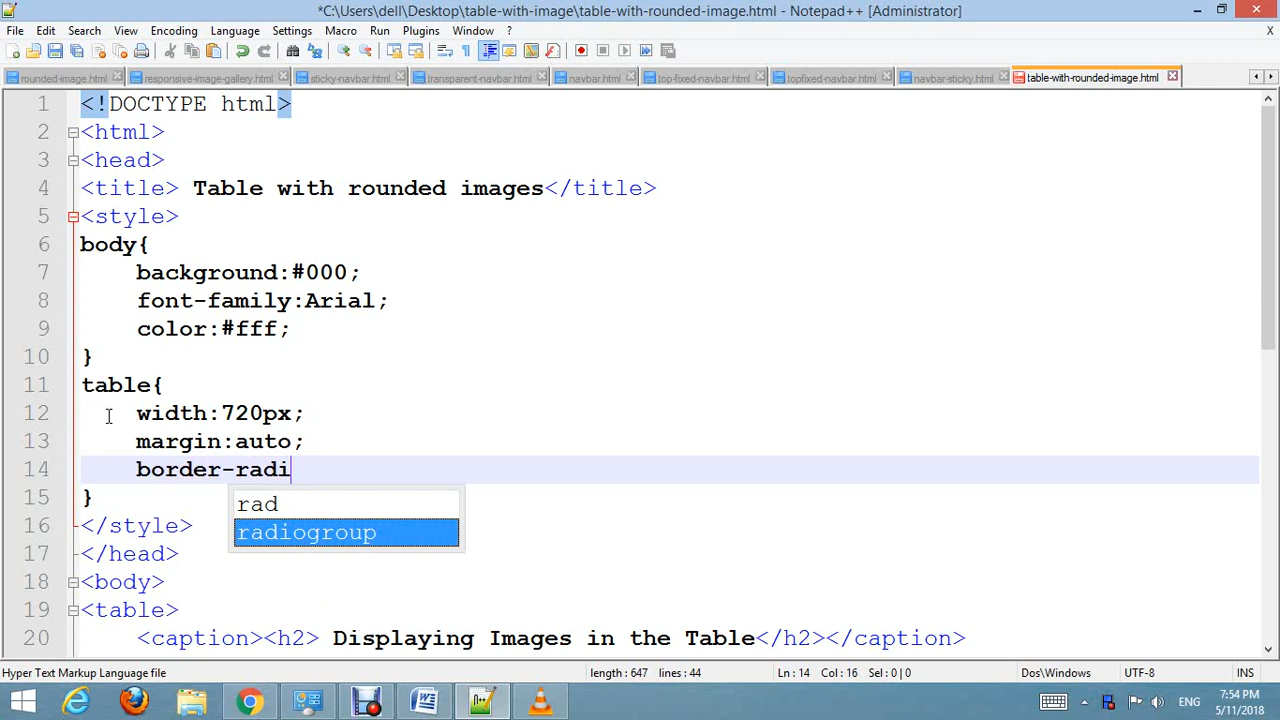 *C:\Users\dell\Desktop\table-with-image\table-with-rounded-image.html - Notepad++ [Administrator]
File Edit Search View Encoding Language Settings Macro Run Plugins Window ? X
rounded-image.html responsive-image-gallery.html sticky-navbar.html transparent-navbar.html navbar.html top-fixed-navbar.html topfixed-navbar.html navbar-sticky.html table-with-rounded-image.html
1 <!DOCTYPE html>
2 <html>
3 <head>
4 <title> Table with rounded images</title>
5 <style>
6 body{
7 background:#000;
8 font-family:Arial;
9 color:#fff;
10 }
11 table{
12 width:720px;
13 margin:auto;
14 border-radi
15 }
rad
16 </style>
radiogroup
17 </head>
18 <body>
19 <table>
20 <caption><h2> Displaying Images in the Table</h2></caption>
Hyper Text Markup Language file length : 647 lines : 44 Ln : 14 Col : 16 Sel : 0 | 0 Dos\Windows UTF-8 INS
ENG
7:54 PM
5/11/2018